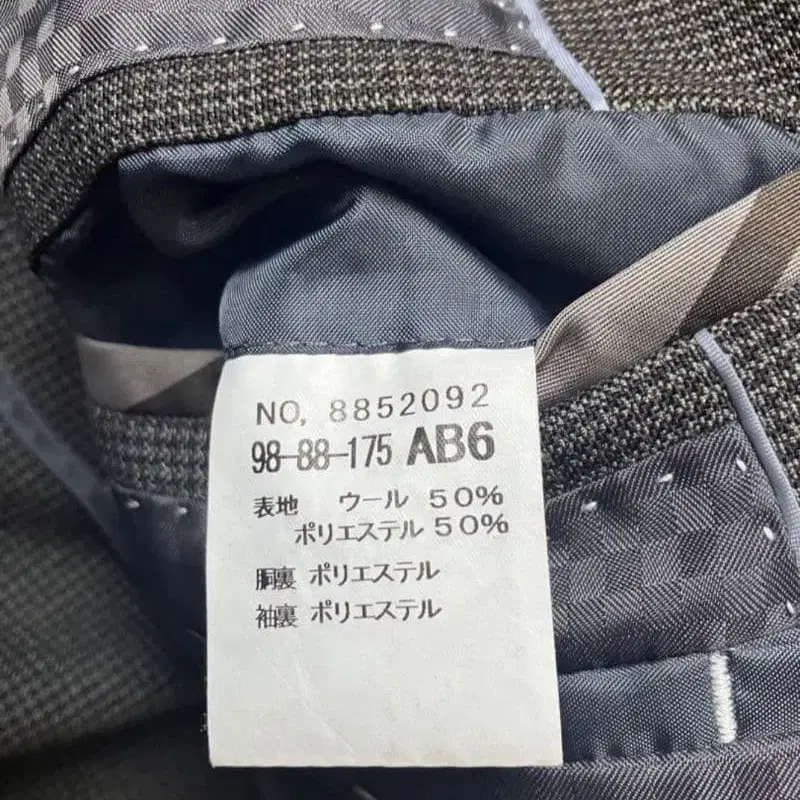 NO, 8852092
98-88-175 AB6
表地 ウール 50%
ポリエステル 50%
胴裏 ポリエステル
袖裏 ポリエステル